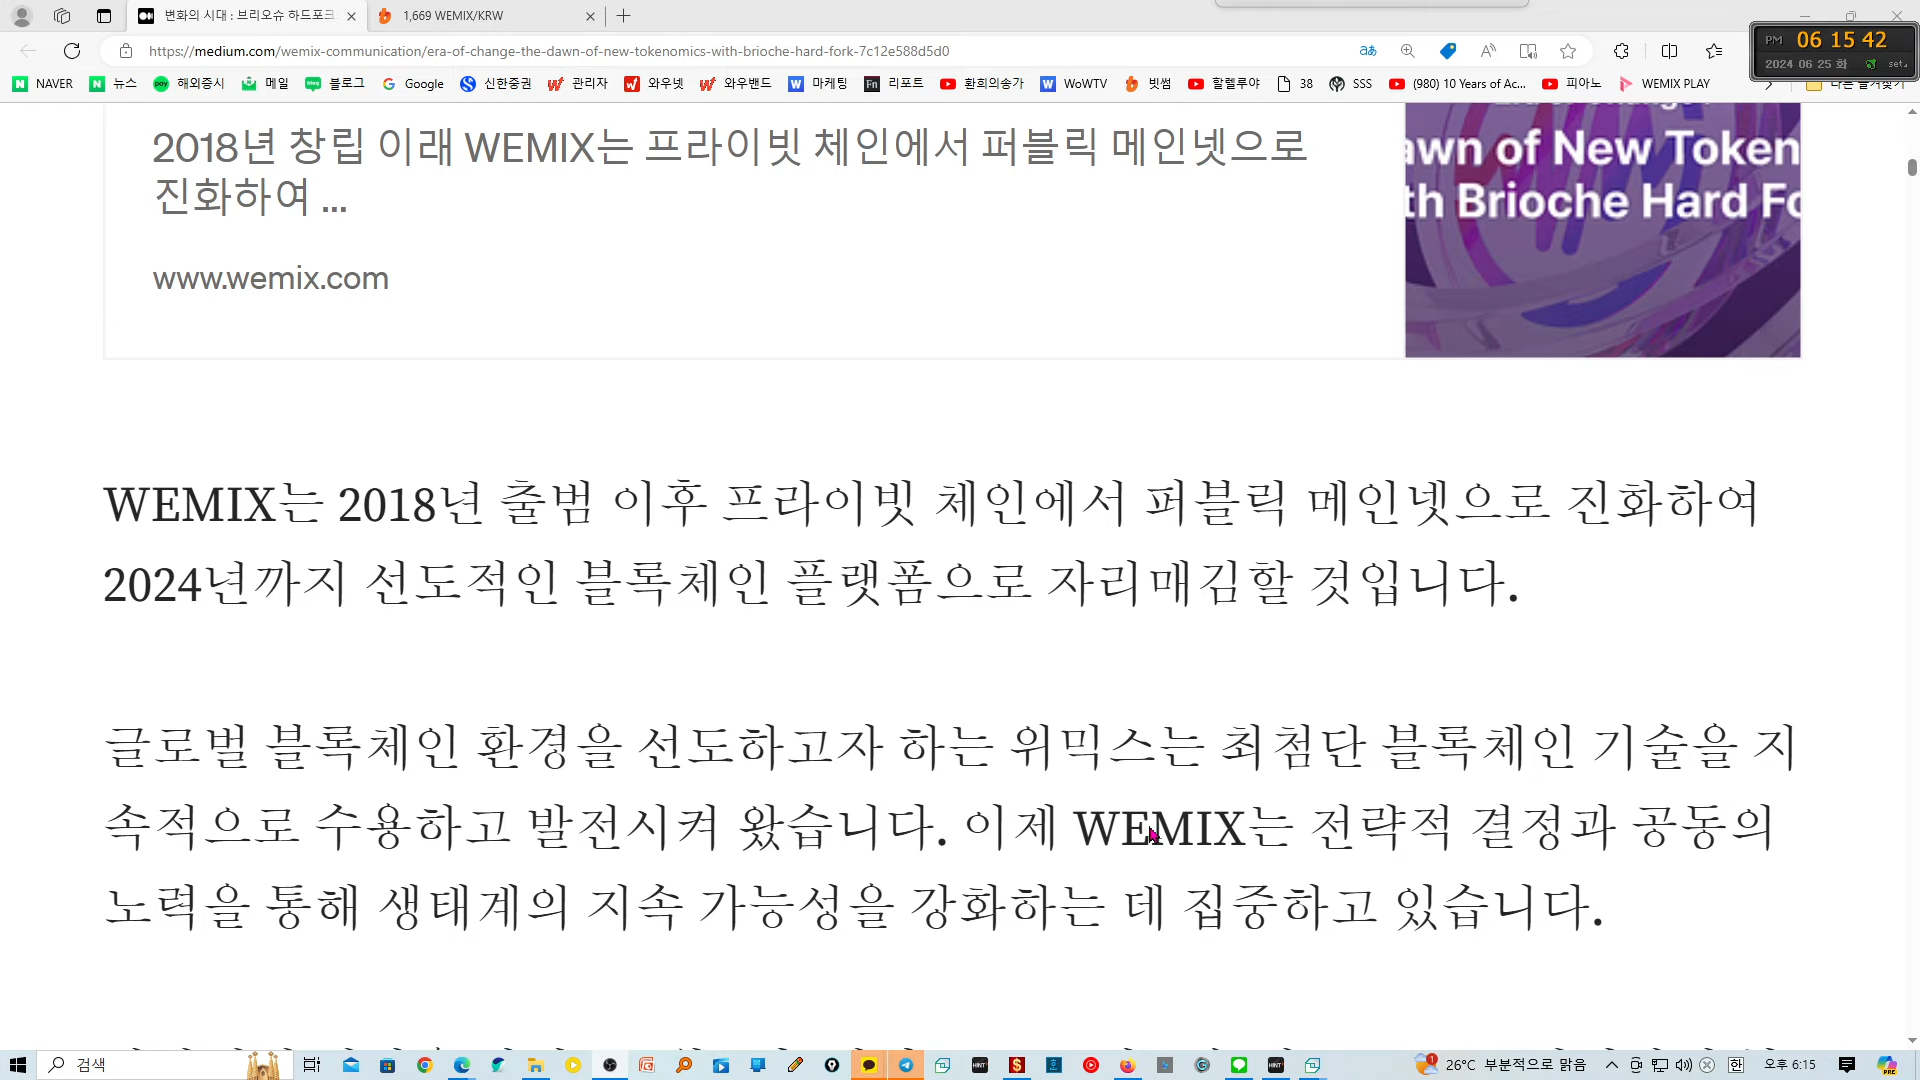 변화의 시대 : 브리오슈 하드포크
1,669 WEMIX/KRW
https://medium.com/wemix-communication/era-of-change-the-dawn-of-new-tokenomics-with-brioche-hard-fork-7c12e588d5d0
PM 06 15 42
2024 06 25 화 set
NAVER 뉴스 해외증시 메일 블로그 Google 신한증권 관리자 와우넷 와우밴드 마케팅 리포트 환희의송가 WoWTV 빗썸 할렐루야 38 SSS (980) 10 Years of Ac... 피아노 WEMIX PLAY
2018년 창립 이래 WEMIX는 프라이빗 체인에서 퍼블릭 메인넷으로
진화하여 ...
www.wemix.com
awn of New Token
th Brioche Hard Fo
WEMIX는 2018년 출범 이후 프라이빗 체인에서 퍼블릭 메인넷으로 진화하여
2024년까지 선도적인 블록체인 플랫폼으로 자리매김할 것입니다.
글로벌 블록체인 환경을 선도하고자 하는 위믹스는 최첨단 블록체인 기술을 지
속적으로 수용하고 발전시켜 왔습니다. 이제 WEMIX는 전략적 결정과 공동의
노력을 통해 생태계의 지속 가능성을 강화하는 데 집중하고 있습니다.
검색
26°C 부분적으로 맑음
오후 6:15